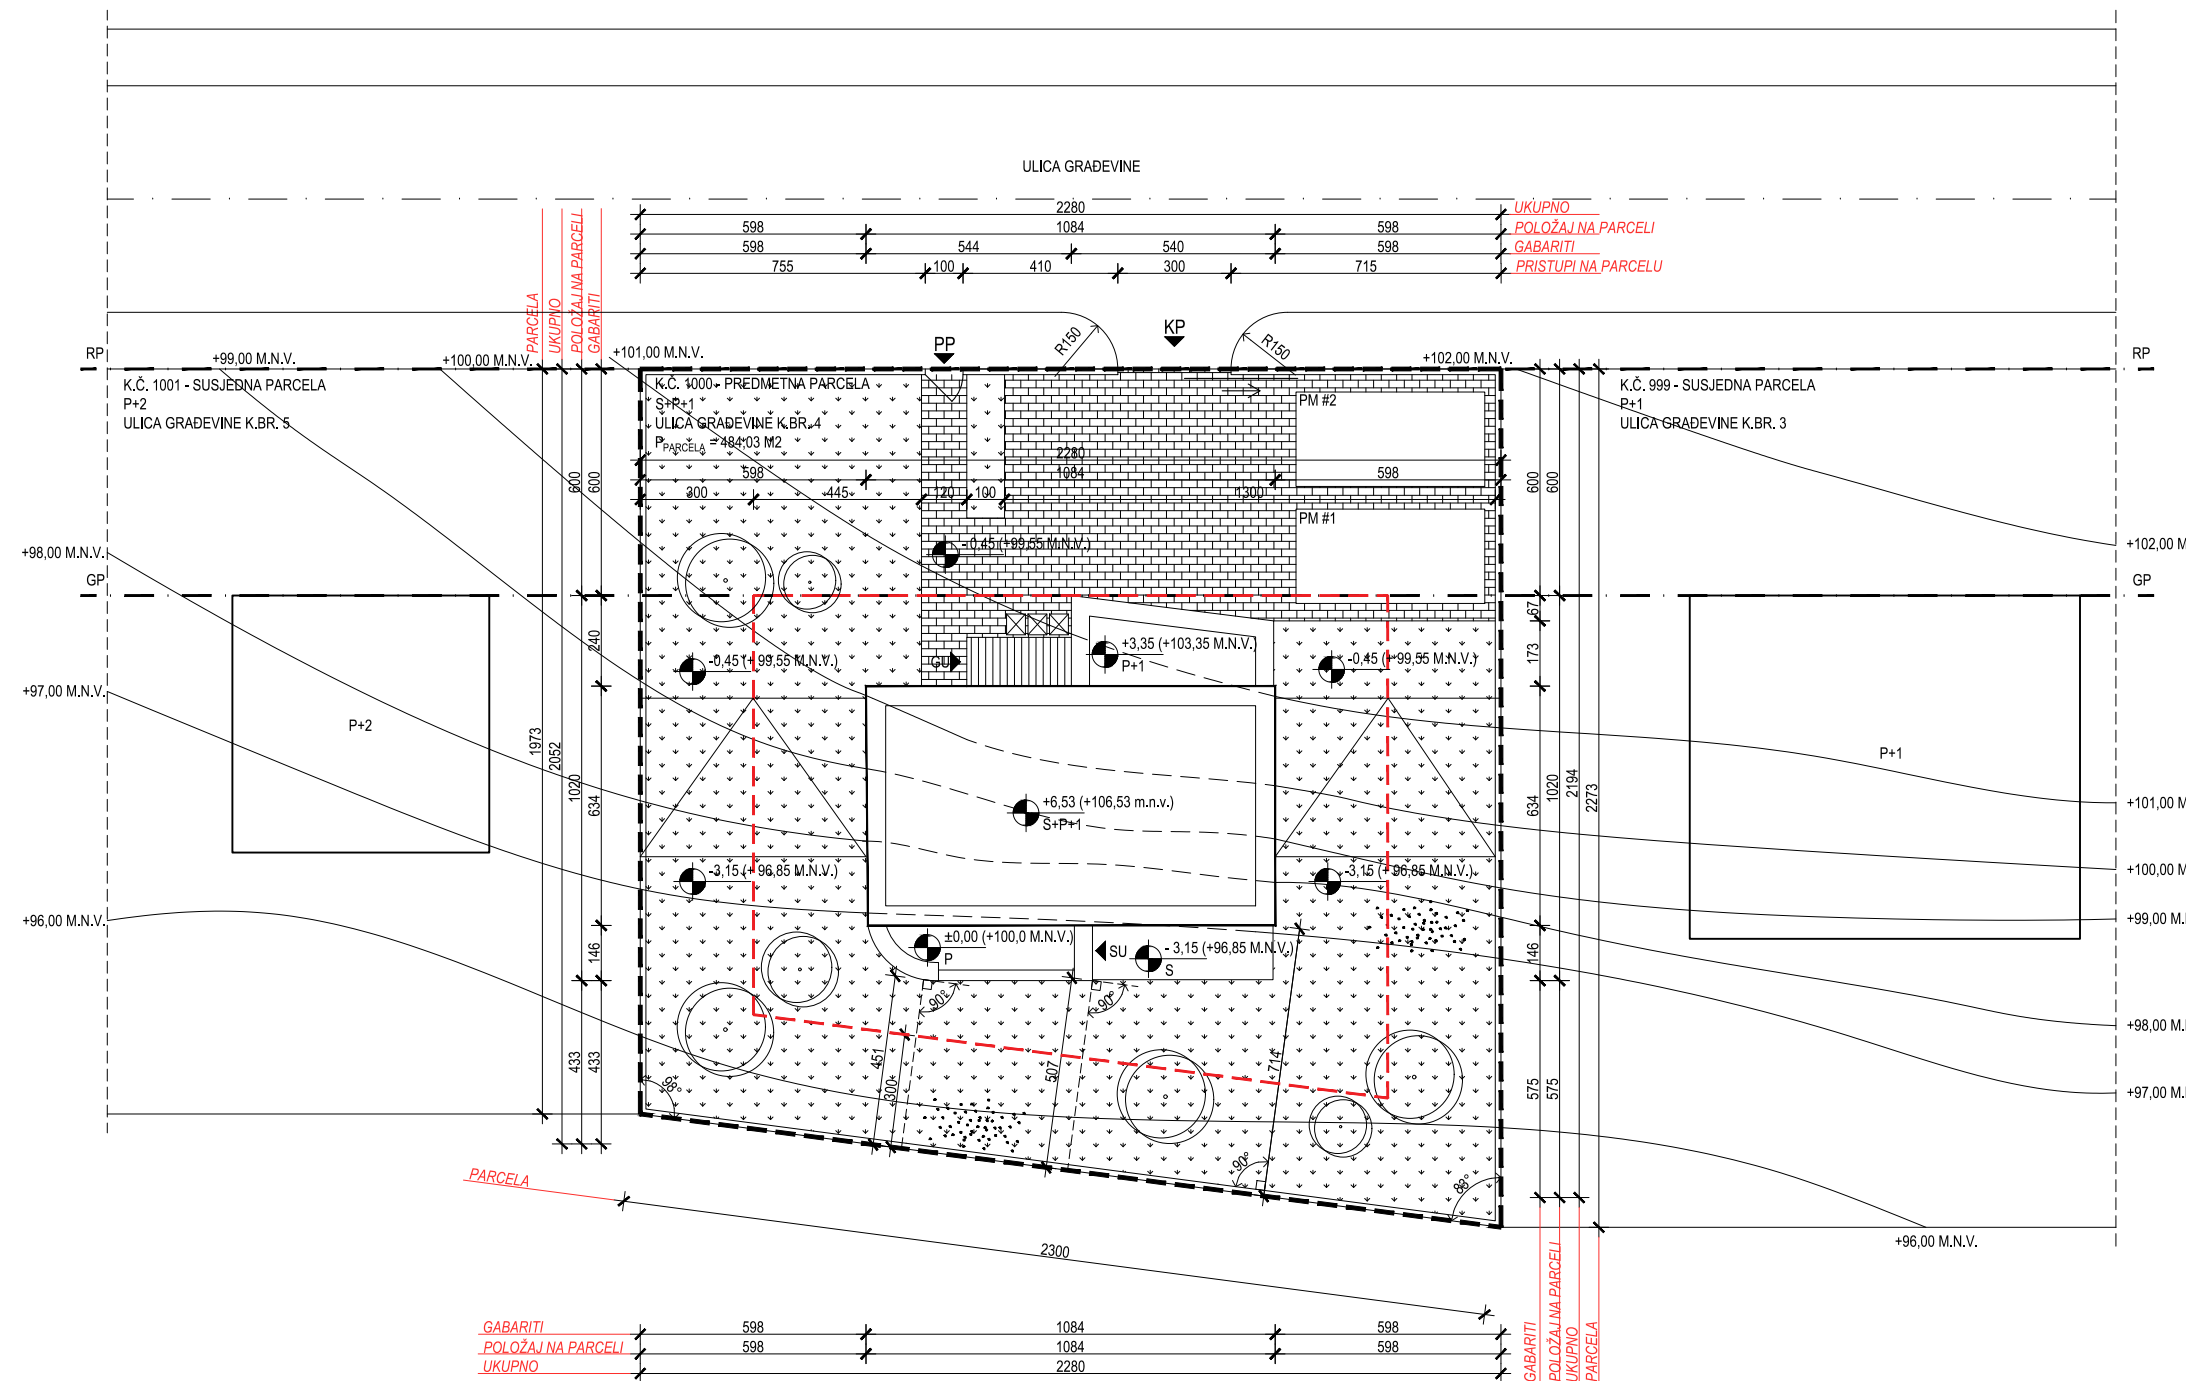 ULICA GRAĐEVINE
2280
UKUPNO
598
1084
598
POLOŽAJ NA PARCELI
598
544
540
598
GABARITI
755
100
410
300
715
PRISTUPI NA PARCELU
PARCELA
UKUPNO
POLOŽAJ NA PARCELI
GABARITI
RP
+99,00 M.N.V.
+100,00 M.N.V.
+101,00 M.N.V.
PP
R150
KP
R150
+102,00 M.N.V.
RP
K.Č. 1001 - SUSJEDNA PARCELA
P+2
ULICA GRAĐEVINE K.BR. 5
K.Č. 1000 - PREDMETNA PARCELA
S+P+1
ULICA GRAĐEVINE K.BR. 4
PPARCELA = 484,03 M2
PM #2
K.Č. 999 - SUSJEDNA PARCELA
P+1
ULICA GRAĐEVINE K.BR. 3
2280
598
1084
598
300
445
120
100
1300
600
600
600
600
PM #1
+98,00 M.N.V.
-0,45 (+99,55 M.N.V.)
+102,00 M
GP
GP
67
240
173
-0,45 (+ 99,55 M.N.V.)
GU
+3,35 (+103,35 M.N.V.)
P+1
-0,45 (+ 99,55 M.N.V.)
+97,00 M.N.V.
P+2
P+1
1973
2052
1020
634
634
1020
2194
2273
+6,53 (+106,53 m.n.v.)
S+P+1
+101,00 M
-3,15 (+ 96,85 M.N.V.)
-3,15 (+ 96,85 M.N.V.)
+100,00 M
+96,00 M.N.V.
+99,00 M.
146
±0,00 (+100,0 M.N.V.)
P
SU
- 3,15 (+96,85 M.N.V.)
S
146
90°
90°
+98,00 M.
433
433
451
300
507
714
575
575
98°
+97,00 M.
90°
83°
PARCELA
2300
+96,00 M.N.V.
GABARITI
598
1084
598
POLOŽAJ NA PARCELI
598
1084
598
UKUPNO
2280
GABARITI
POLOŽAJ NA PARCELI
UKUPNO
PARCELA